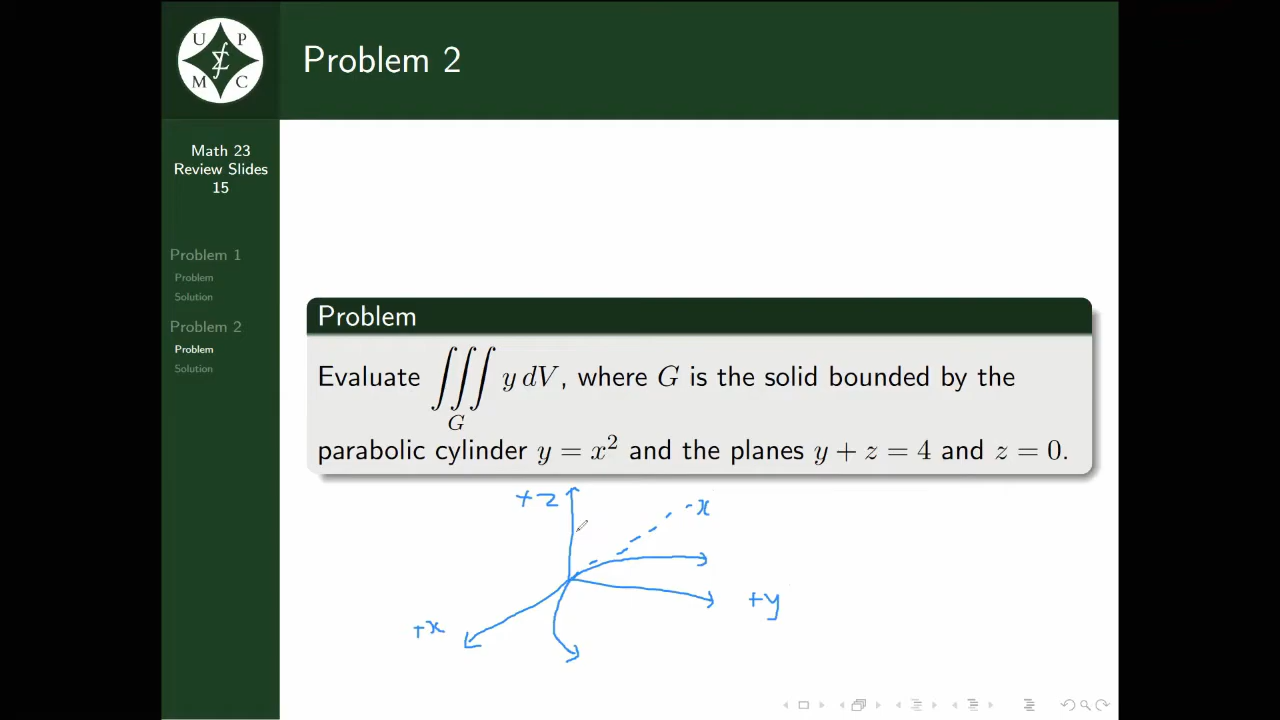 U P
M C
Problem 2
Math 23
Review Slides
15
Problem 1
Problem
Solution
Problem 2
Problem
Solution
Problem
Evaluate ∭_G y dV, where G is the solid bounded by the
parabolic cylinder y = x² and the planes y + z = 4 and z = 0.
+z
-x
+y
+x